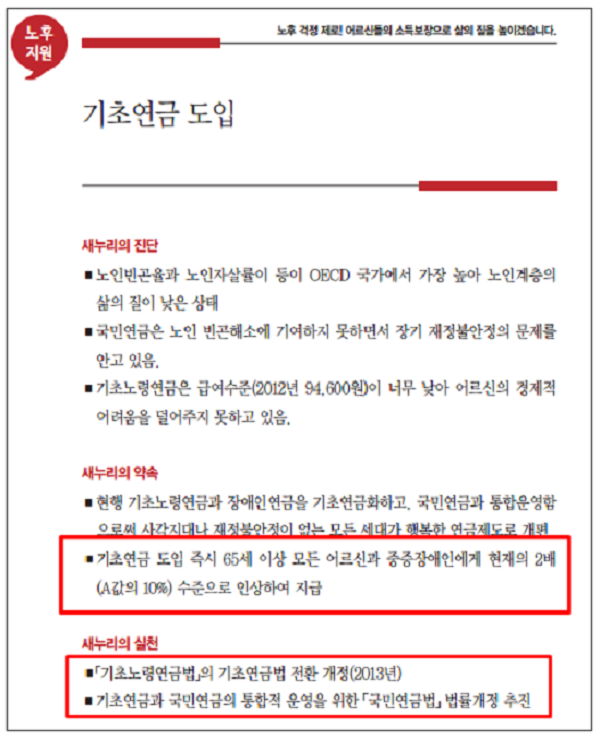 노후
지원
노후 걱정 제로! 어르신들의 소득보장으로 삶의 질을 높이겠습니다.
기초연금 도입
새누리의 진단
■ 노인빈곤율과 노인자살률이 등이 OECD 국가에서 가장 높아 노인계층의
삶의 질이 낮은 상태
■ 국민연금은 노인 빈곤해소에 기여하지 못하면서 장기 재정불안정의 문제를
안고 있음.
■ 기초노령연금은 급여수준(2012년 94,600원)이 너무 낮아 어르신의 경제적
어려움을 덜어주지 못하고 있음.
새누리의 약속
■ 현행 기초노령연금과 장애인연금을 기초연금화하고, 국민연금과 통합운영함
으로써 사각지대나 재정불안정이 없는 모든 세대가 행복한 연금제도로 개편
■ 기초연금 도입 즉시 65세 이상 모든 어르신과 중증장애인에게 현재의 2배
(A값의 10%) 수준으로 인상하여 지급
새누리의 실천
■「기초노령연금법」의 기초연금법 전환 개정(2013년)
■ 기초연금과 국민연금의 통합적 운영을 위한 「국민연금법」 법률개정 추진